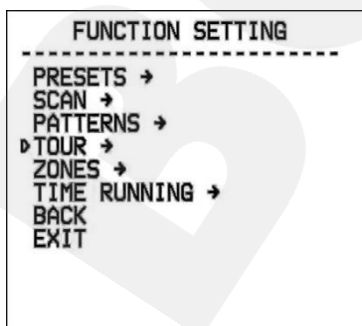 FUNCTION SETTING
--------------------------
PRESETS →
SCAN →
PATTERNS →
▷TOUR →
ZONES →
TIME RUNNING →
BACK
EXIT